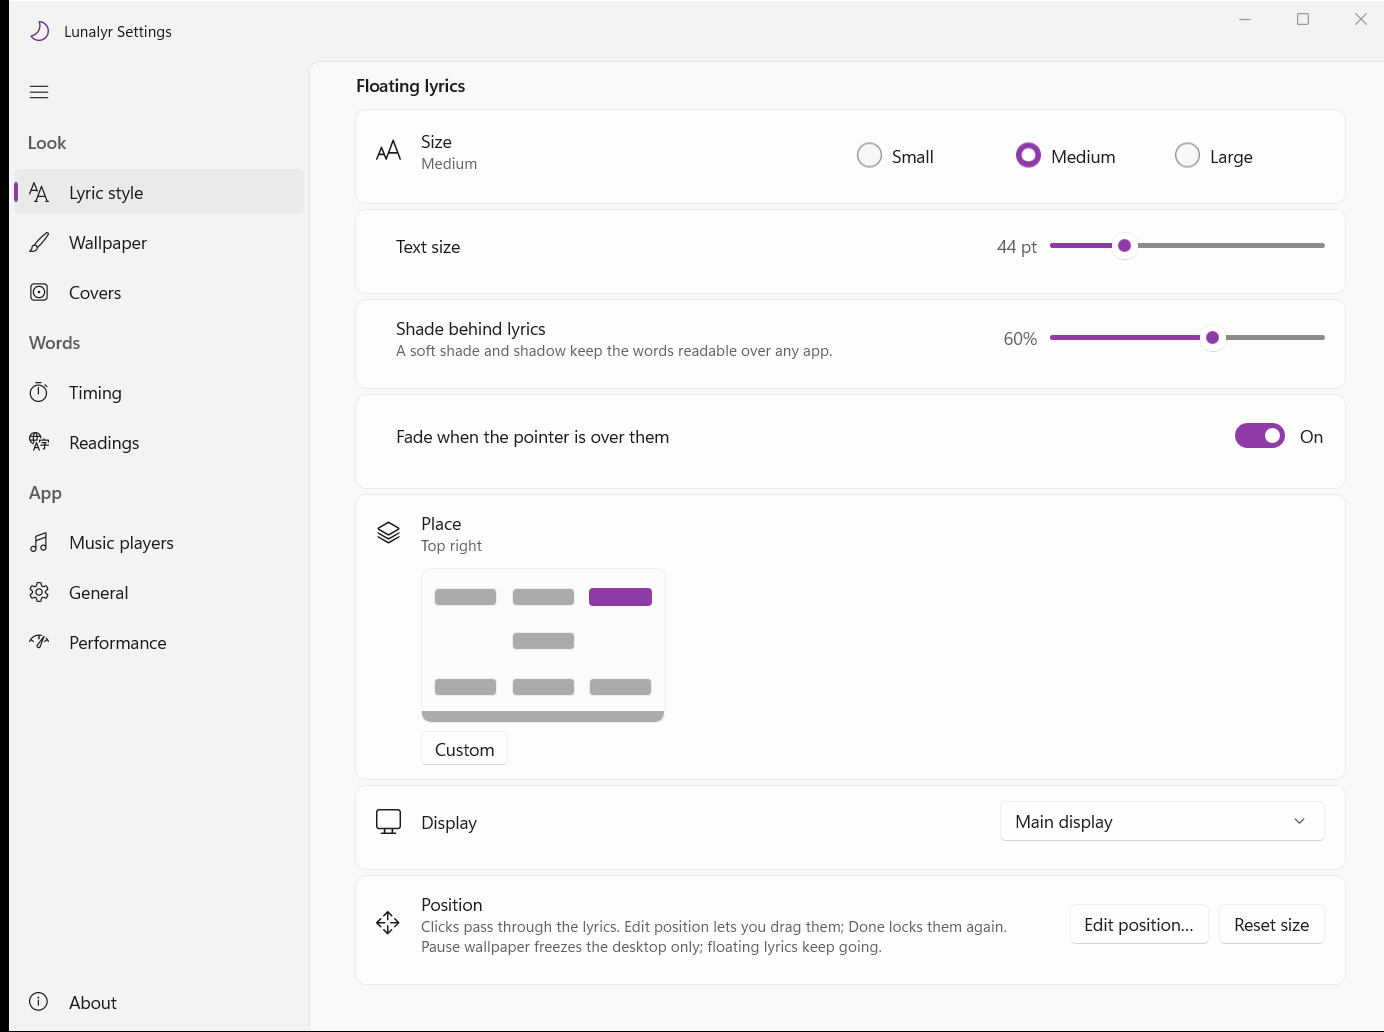 Lunalyr Settings
Look
Lyric style
Wallpaper
Covers
Words
Timing
Readings
App
Music players
General
Performance
About
Floating lyrics
Size
Medium
Small
Medium
Large
Text size
44 pt
Shade behind lyrics
A soft shade and shadow keep the words readable over any app.
60%
Fade when the pointer is over them
On
Place
Top right
Custom
Display
Main display
Position
Clicks pass through the lyrics. Edit position lets you drag them; Done locks them again.
Pause wallpaper freezes the desktop only; floating lyrics keep going.
Edit position...
Reset size